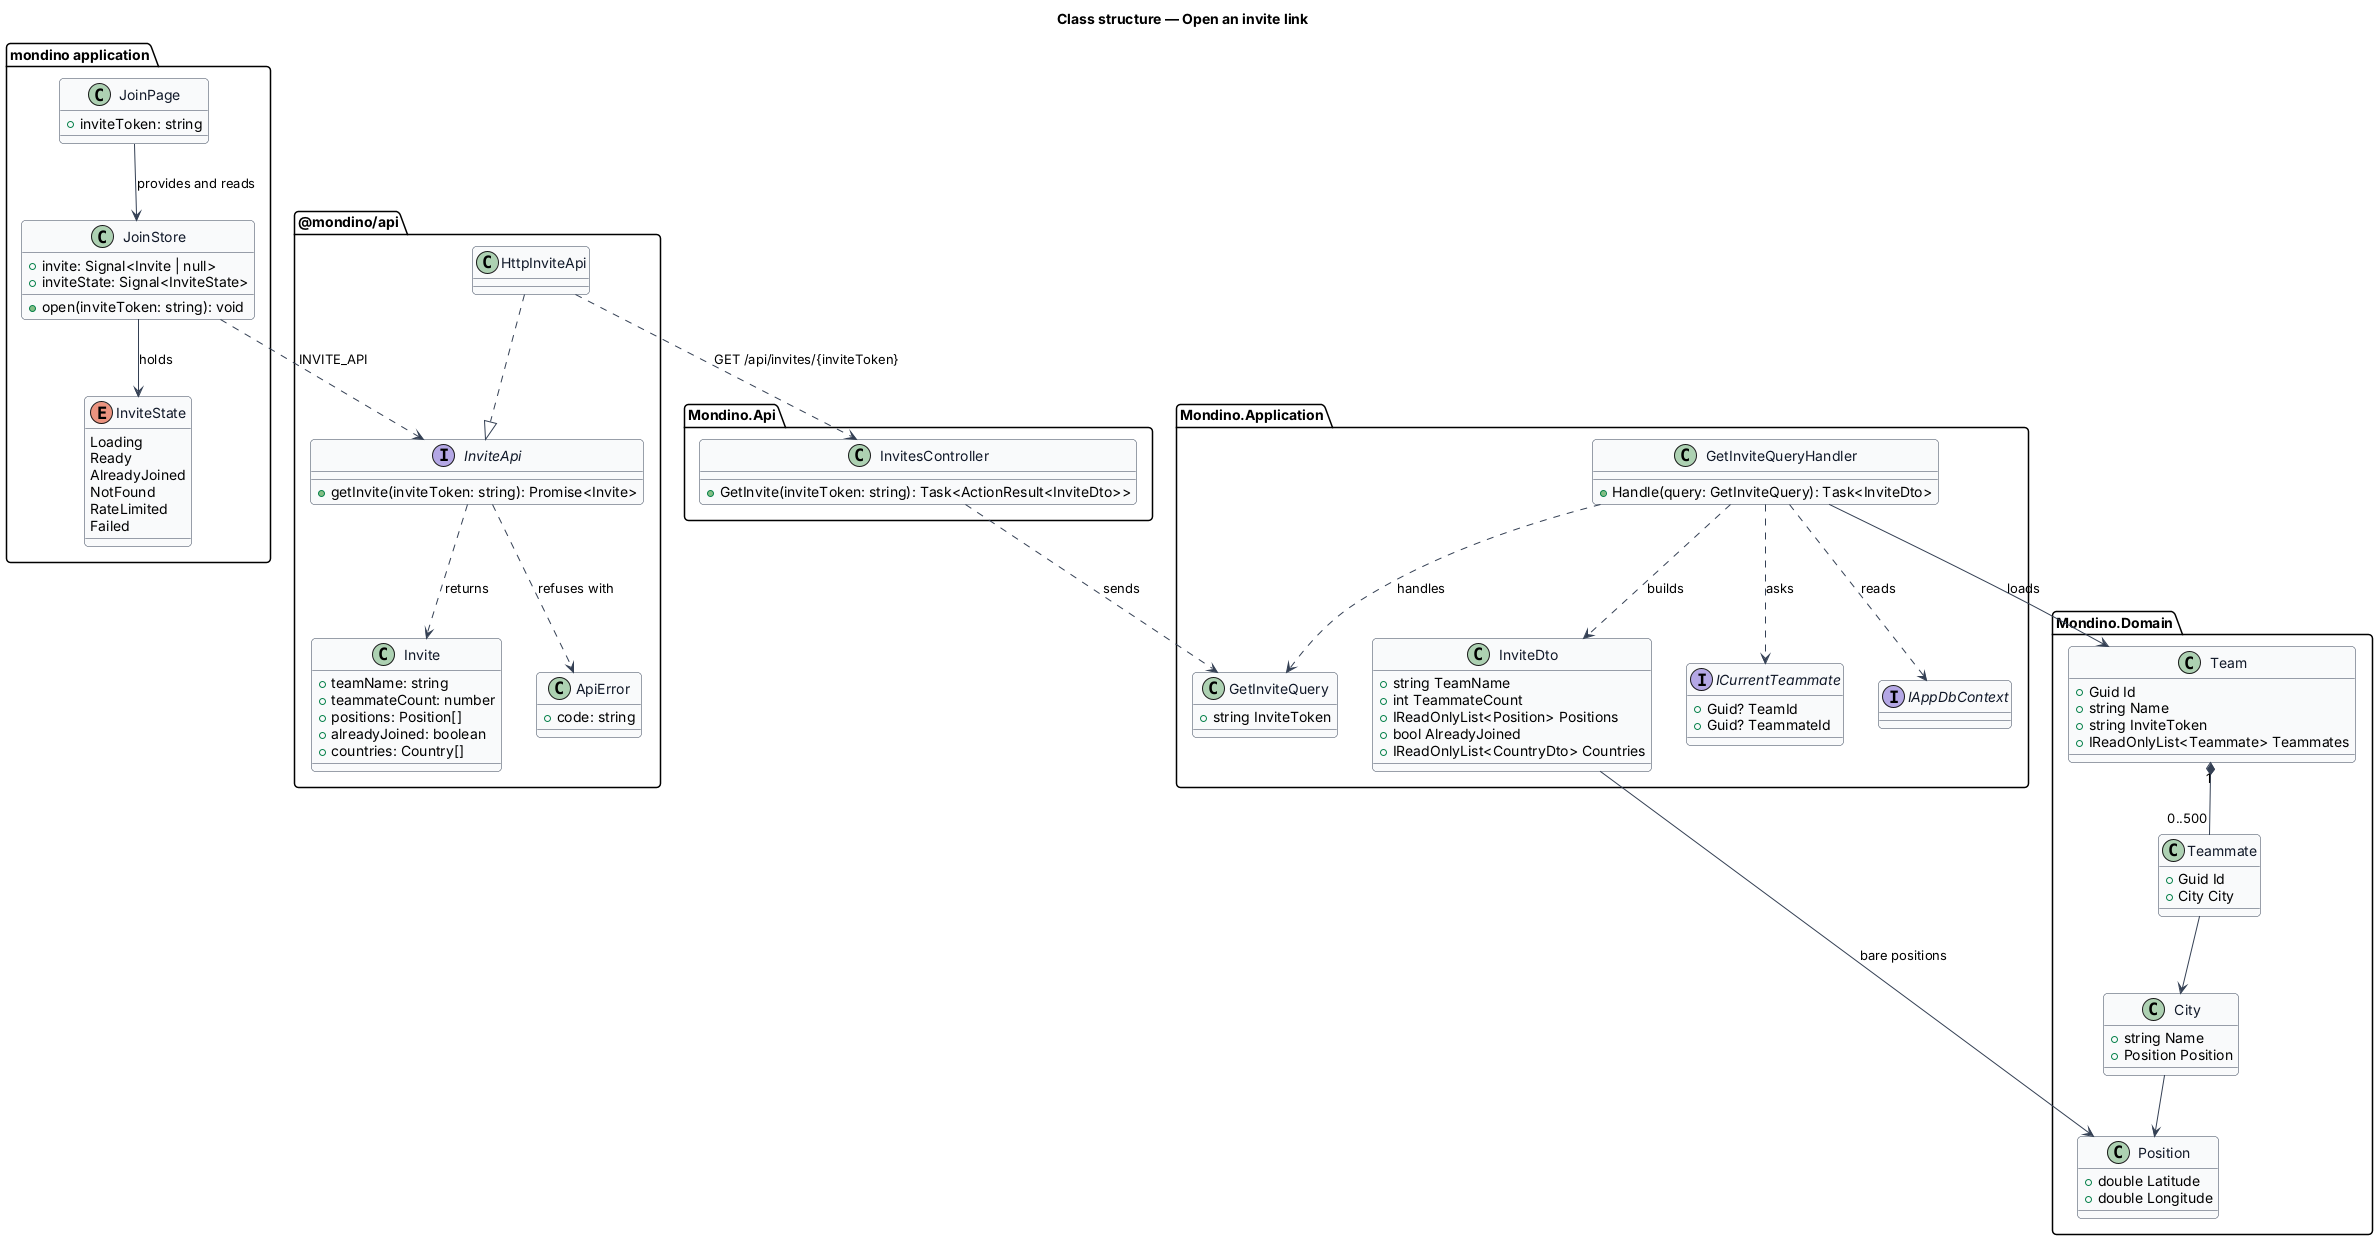 Class structure — Open an invite link
mondino application
JoinPage
inviteToken: string
provides and reads
JoinStore
invite: Signal<Invite | null>
inviteState: Signal<InviteState>
open(inviteToken: string): void
holds
INVITE_API
InviteState
Loading
Ready
AlreadyJoined
NotFound
RateLimited
Failed
@mondino/api
HttpInviteApi
GET /api/invites/{inviteToken}
InviteApi
getInvite(inviteToken: string): Promise<Invite>
returns
refuses with
Invite
teamName: string
teammateCount: number
positions: Position[]
alreadyJoined: boolean
countries: Country[]
ApiError
code: string
Mondino.Api
InvitesController
GetInvite(inviteToken: string): Task<ActionResult<InviteDto>>
sends
Mondino.Application
GetInviteQueryHandler
Handle(query: GetInviteQuery): Task<InviteDto>
handles
builds
asks
reads
loads
GetInviteQuery
string InviteToken
InviteDto
string TeamName
int TeammateCount
IReadOnlyList<Position> Positions
bool AlreadyJoined
IReadOnlyList<CountryDto> Countries
ICurrentTeammate
Guid? TeamId
Guid? TeammateId
IAppDbContext
bare positions
Mondino.Domain
Team
Guid Id
string Name
string InviteToken
IReadOnlyList<Teammate> Teammates
1
0..500
Teammate
Guid Id
City City
City
string Name
Position Position
Position
double Latitude
double Longitude